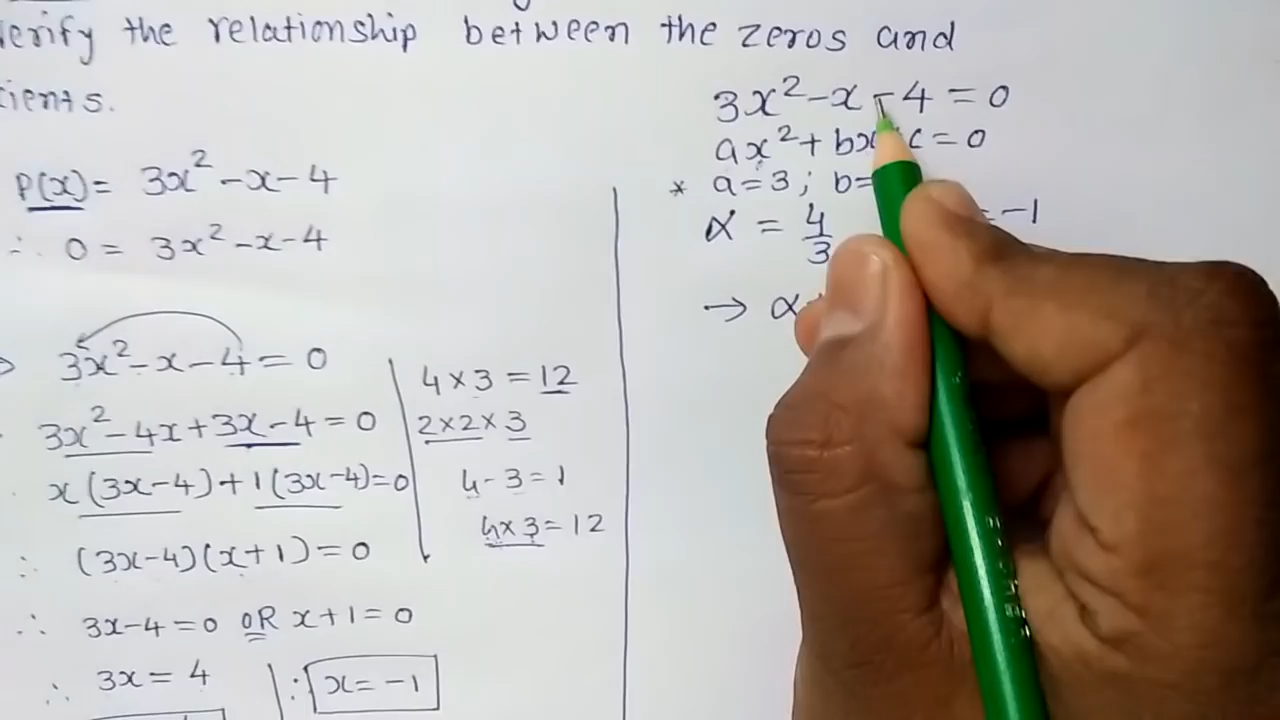 verify the relationship between the zeros and
cients.
P(x) = 3x² - x - 4
∴ 0 = 3x² - x - 4
3x² - x - 4 = 0
3x² - 4x + 3x - 4 = 0
x(3x-4) + 1(3x-4) = 0
∴ (3x-4)(x+1) = 0
∴ 3x-4 = 0 OR x+1 = 0
∴ 3x = 4
∴ x = -1
4 × 3 = 12
2 × 2 × 3
4 - 3 = 1
4 × 3 = 12
3x² - x - 4 = 0
ax² + bx c = 0
* a = 3 ; b =
α = 4/3 = -1
→ α +